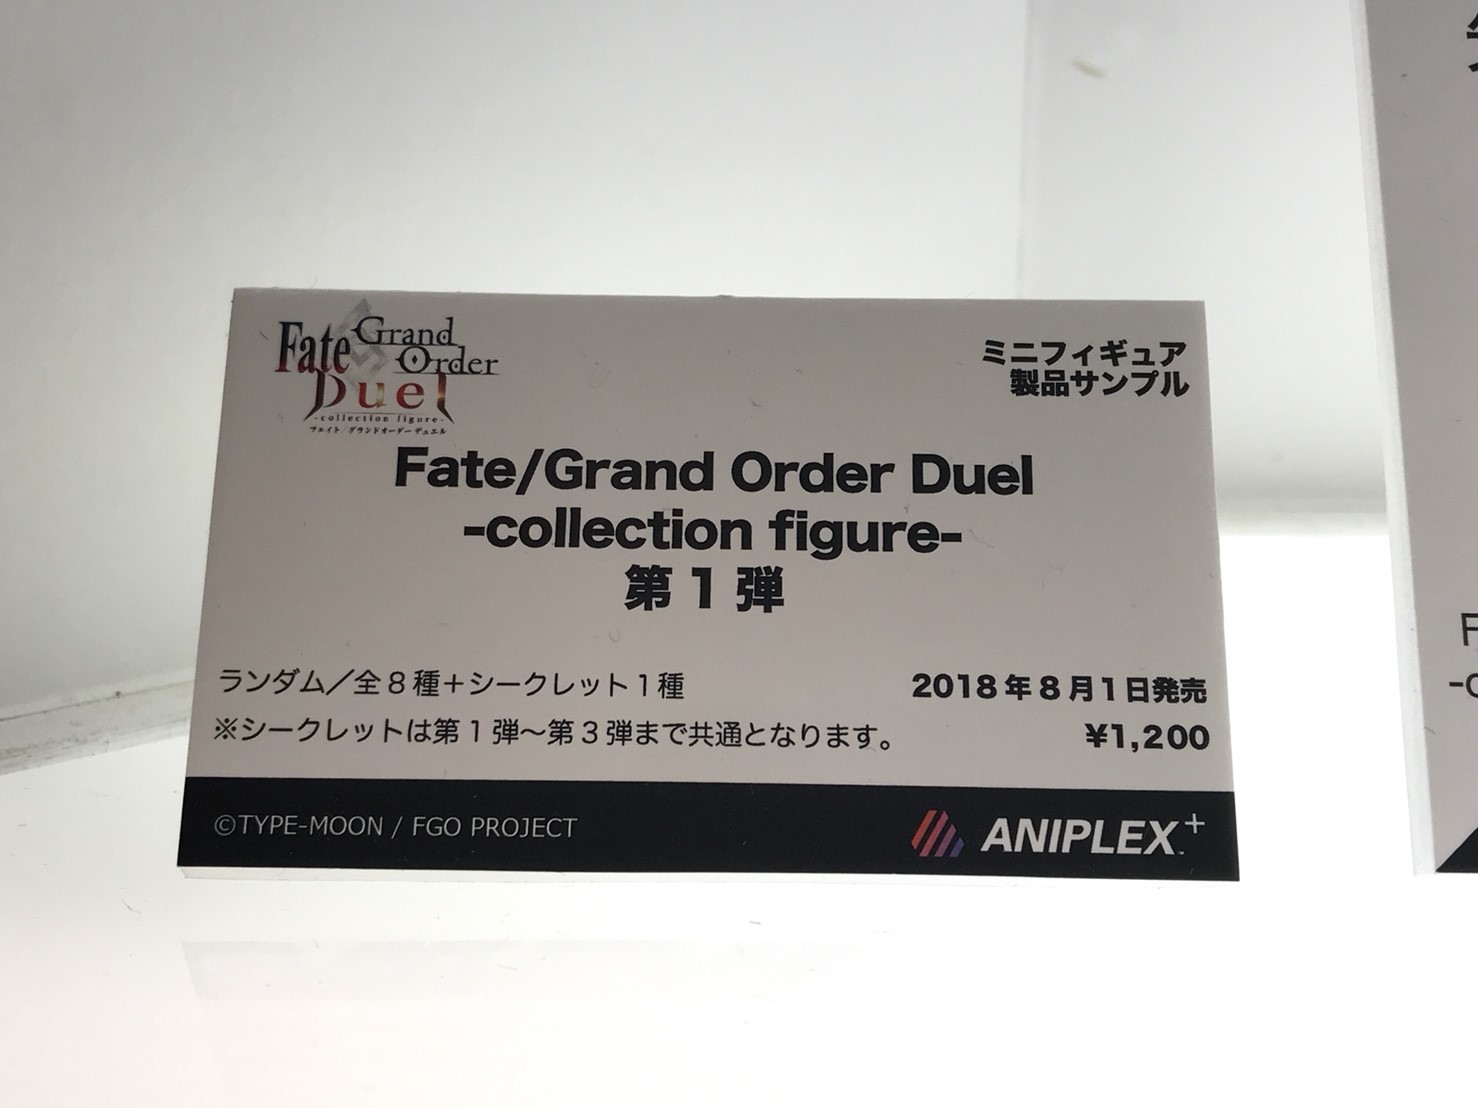 Fate Grand Order
Duel
-collection figure-
フェイト/グランドオーダー デュエル
ミニフィギュア
製品サンプル
Fate/Grand Order Duel
-collection figure-
第1弾
ランダム/全8種+シークレット1種
※シークレットは第1弾～第3弾まで共通となります。
2018年8月1日発売
¥1,200
©TYPE-MOON / FGO PROJECT
ANIPLEX+